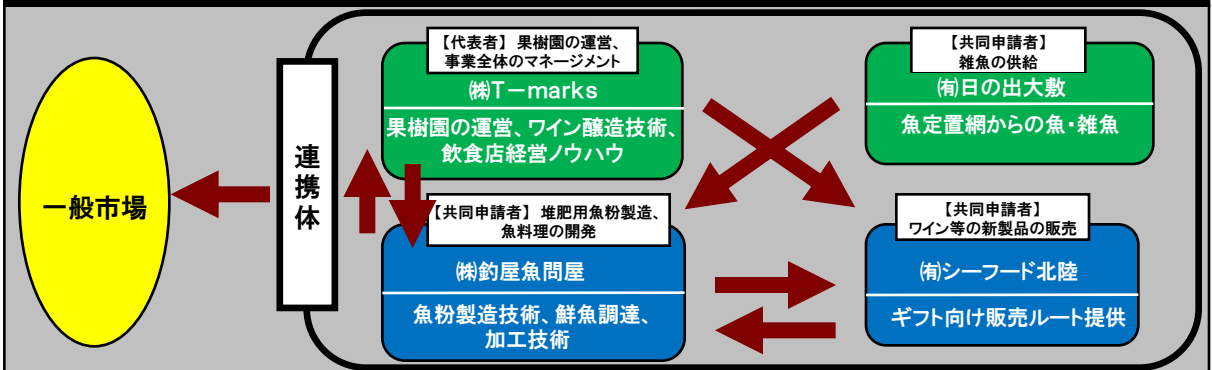 一般市場
連携体
【代表者】 果樹園の運営、
事業全体のマネージメント
㈱T－marks
果樹園の運営、ワイン醸造技術、
飲食店経営ノウハウ
【共同申請者】
雑魚の供給
㈲日の出大敷
魚定置網からの魚・雑魚
【共同申請者】 堆肥用魚粉製造、
魚料理の開発
㈱釣屋魚問屋
魚粉製造技術、鮮魚調達、
加工技術
【共同申請者】
ワイン等の新製品の販売
㈲シーフード北陸
ギフト向け販売ルート提供